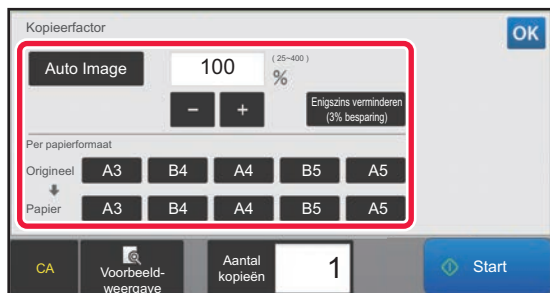 Kopieerfactor
OK
Auto Image
100
(25~400)
%
−
+
Enigszins verminderen
(3% besparing)
Per papierformaat
Origineel
A3
B4
A4
B5
A5
Papier
A3
B4
A4
B5
A5
CA
Voorbeeld-
weergave
Aantal
kopieën
1
Start